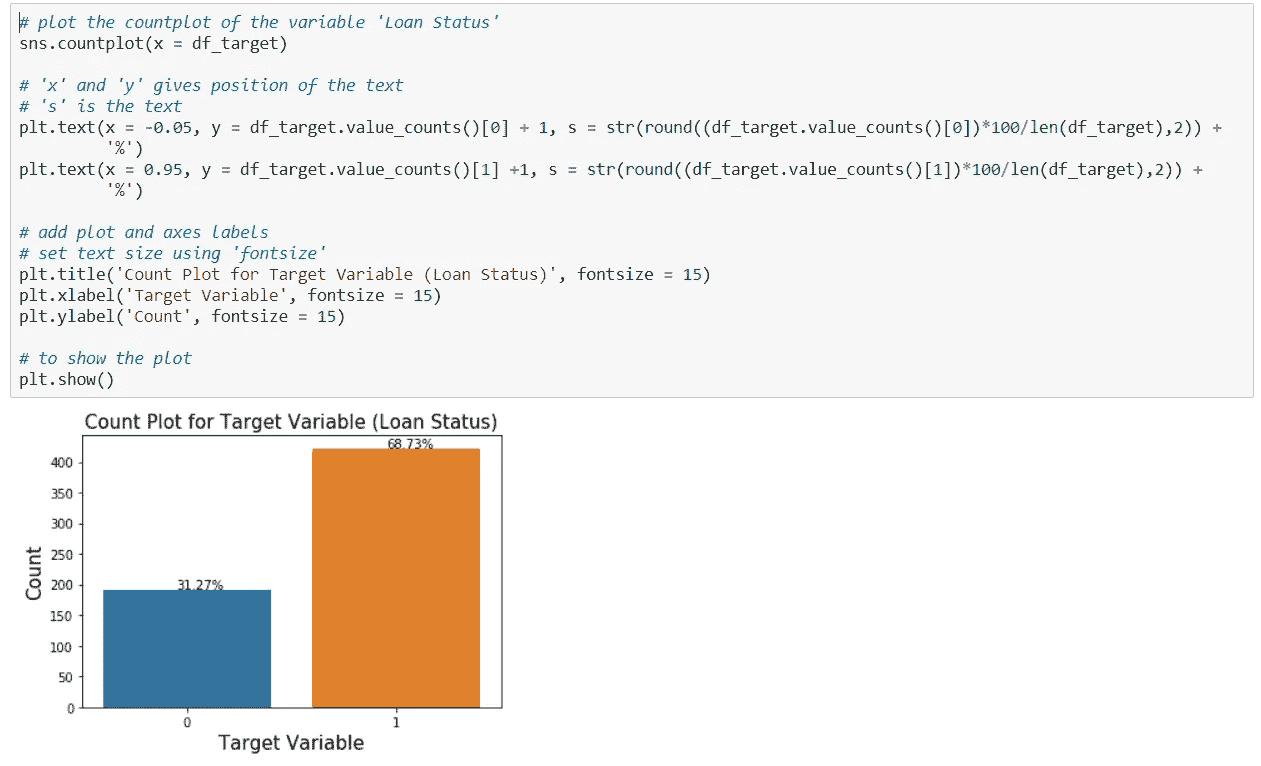 # plot the countplot of the variable 'Loan Status'
sns.countplot(x = df_target)
# 'x' and 'y' gives position of the text
# 's' is the text
plt.text(x = -0.05, y = df_target.value_counts()[0] + 1, s = str(round((df_target.value_counts()[0])*100/len(df_target),2)) +
'%')
plt.text(x = 0.95, y = df_target.value_counts()[1] +1, s = str(round((df_target.value_counts()[1])*100/len(df_target),2)) +
'%')
# add plot and axes labels
# set text size using 'fontsize'
plt.title('Count Plot for Target Variable (Loan Status)', fontsize = 15)
plt.xlabel('Target Variable', fontsize = 15)
plt.ylabel('Count', fontsize = 15)
# to show the plot
plt.show()
Count Plot for Target Variable (Loan Status)
68.73%
400
350
300
250
200
150
100
50
0
Count
31.27%
0
1
Target Variable